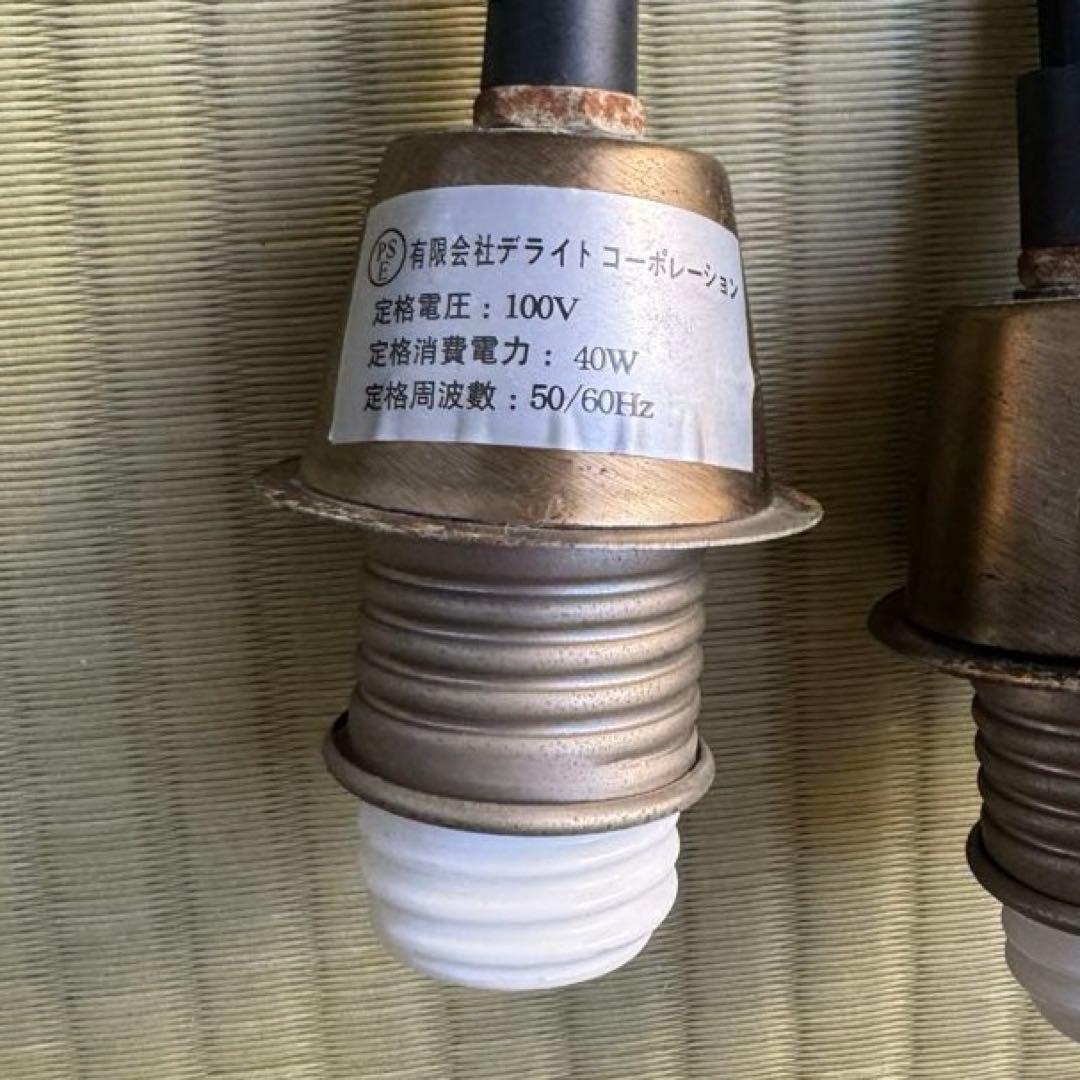 PSE 有限会社デライト コーポレーション
定格電圧：100V
定格消費電力：40W
定格周波数：50/60Hz